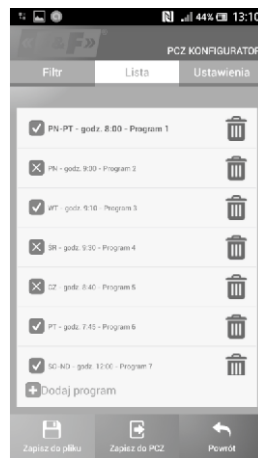 44% 13:10
PCZ KONFIGURATOR
Filtr Lista Ustawienia
PN-PT - godz. 8:00 - Program 1
PN - godz. 9:00 - Program 2
WT - godz. 9:10 - Program 3
SR - godz. 9:30 - Program 4
CZ - godz. 8:40 - Program 5
PT - godz. 7:45 - Program 6
SO-ND - godz. 12:00 - Program 7
Dodaj program
Zapisz do pliku Zapisz do PCZ Powrót